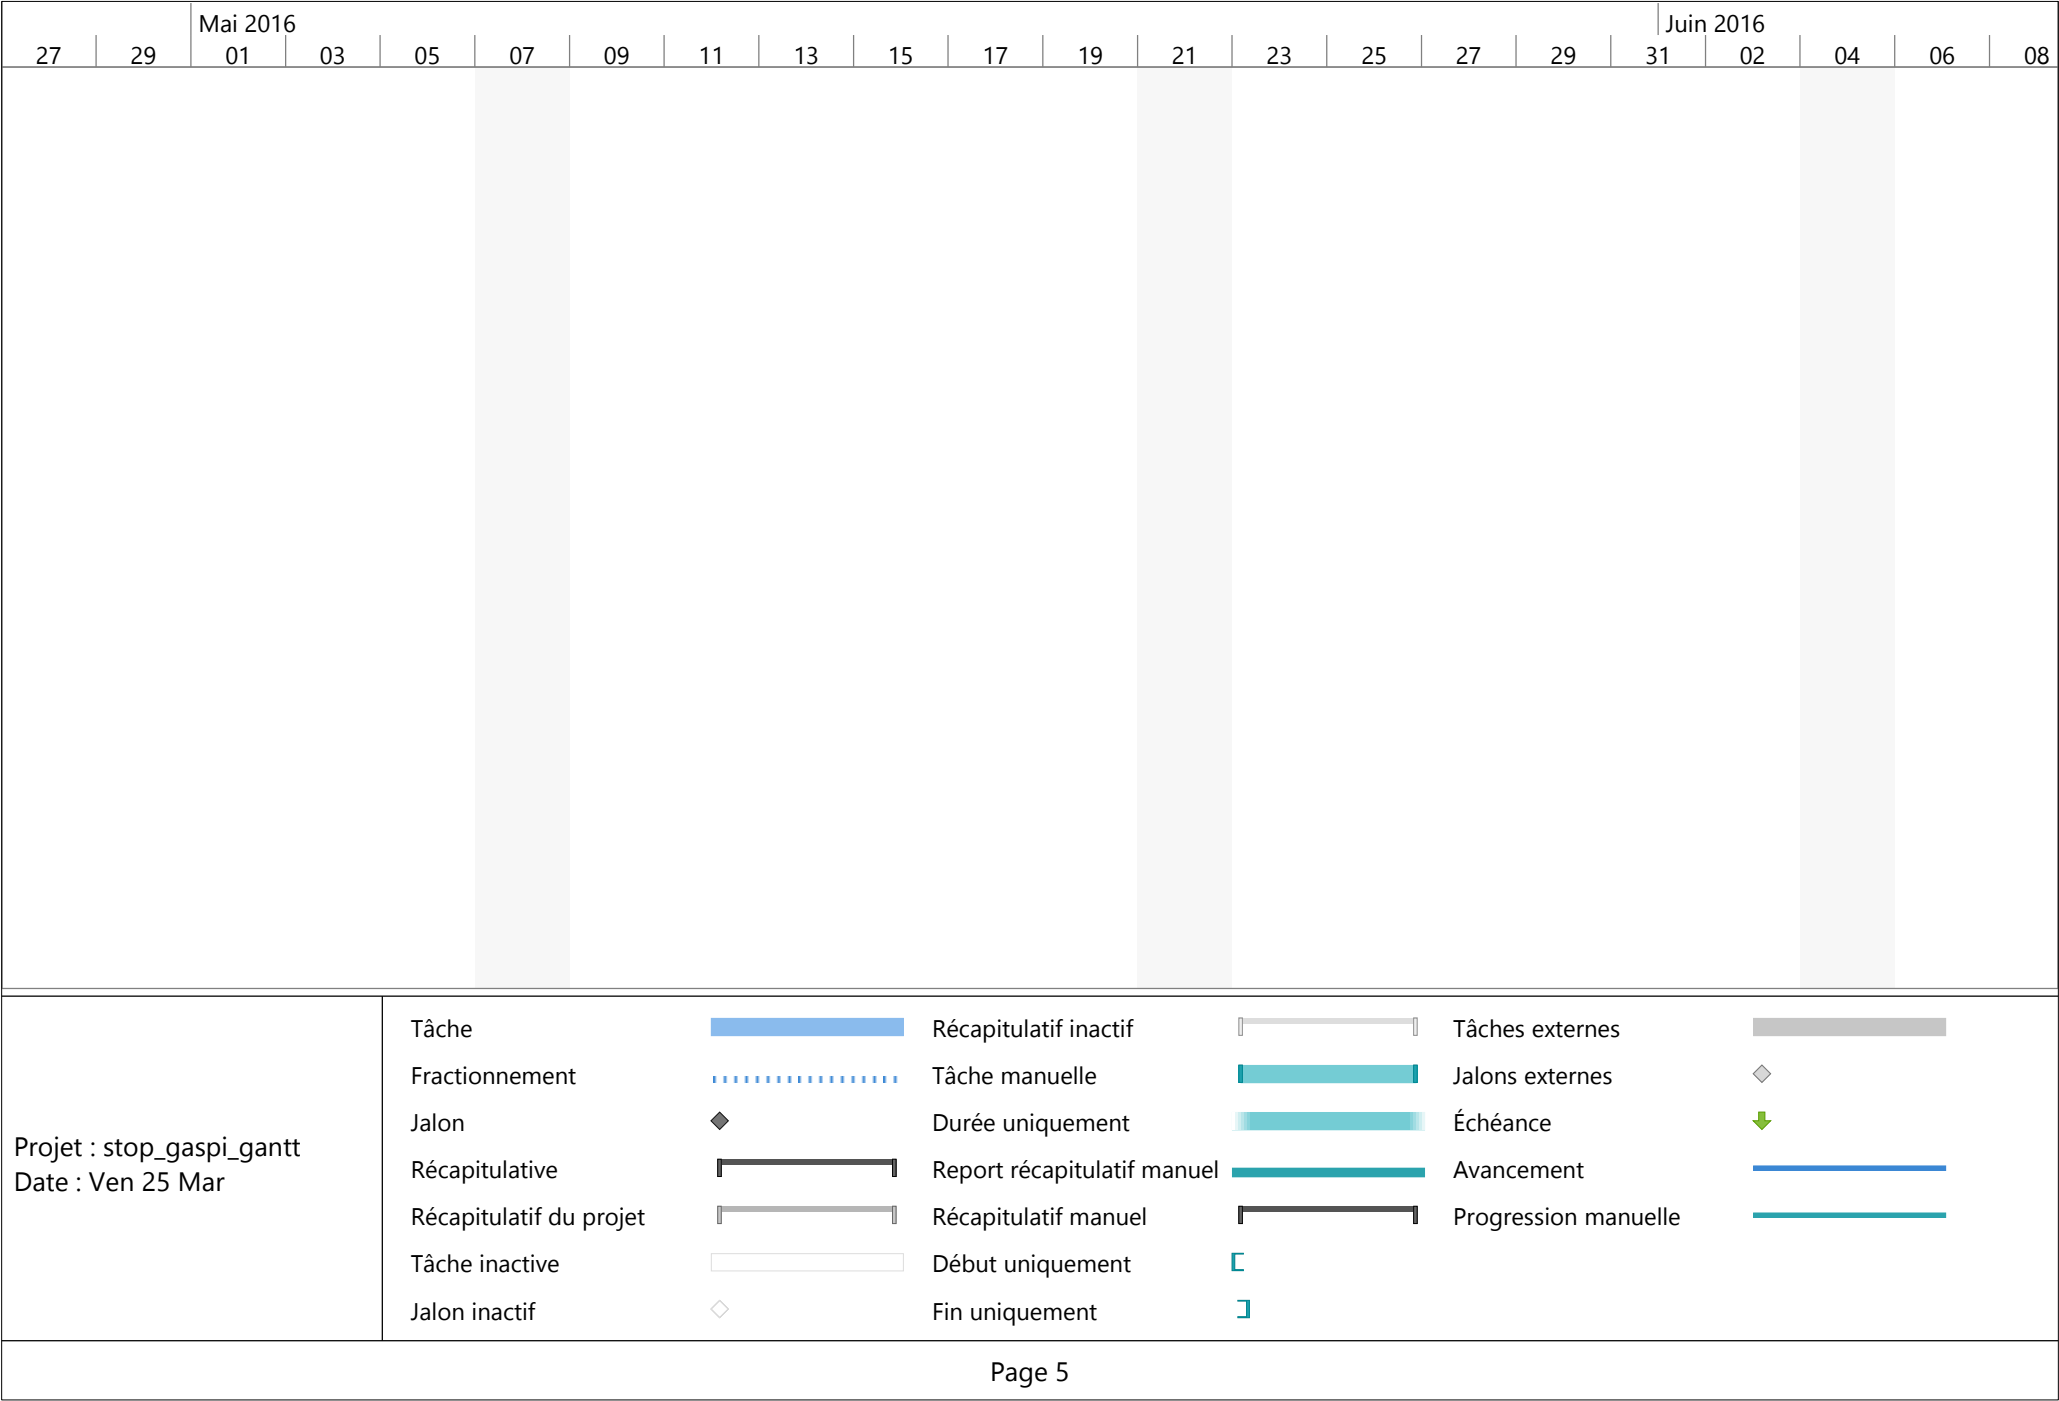 Mai 2016 Juin 2016
27 29 01 03 05 07 09 11 13 15 17 19 21 23 25 27 29 31 02 04 06 08
Projet : stop_gaspi_gantt
Date : Ven 25 Mar
Tâche
Fractionnement
Jalon
Récapitulative
Récapitulatif du projet
Tâche inactive
Jalon inactif
Récapitulatif inactif
Tâche manuelle
Durée uniquement
Report récapitulatif manuel
Récapitulatif manuel
Début uniquement
Fin uniquement
Tâches externes
Jalons externes
Échéance
Avancement
Progression manuelle
Page 5